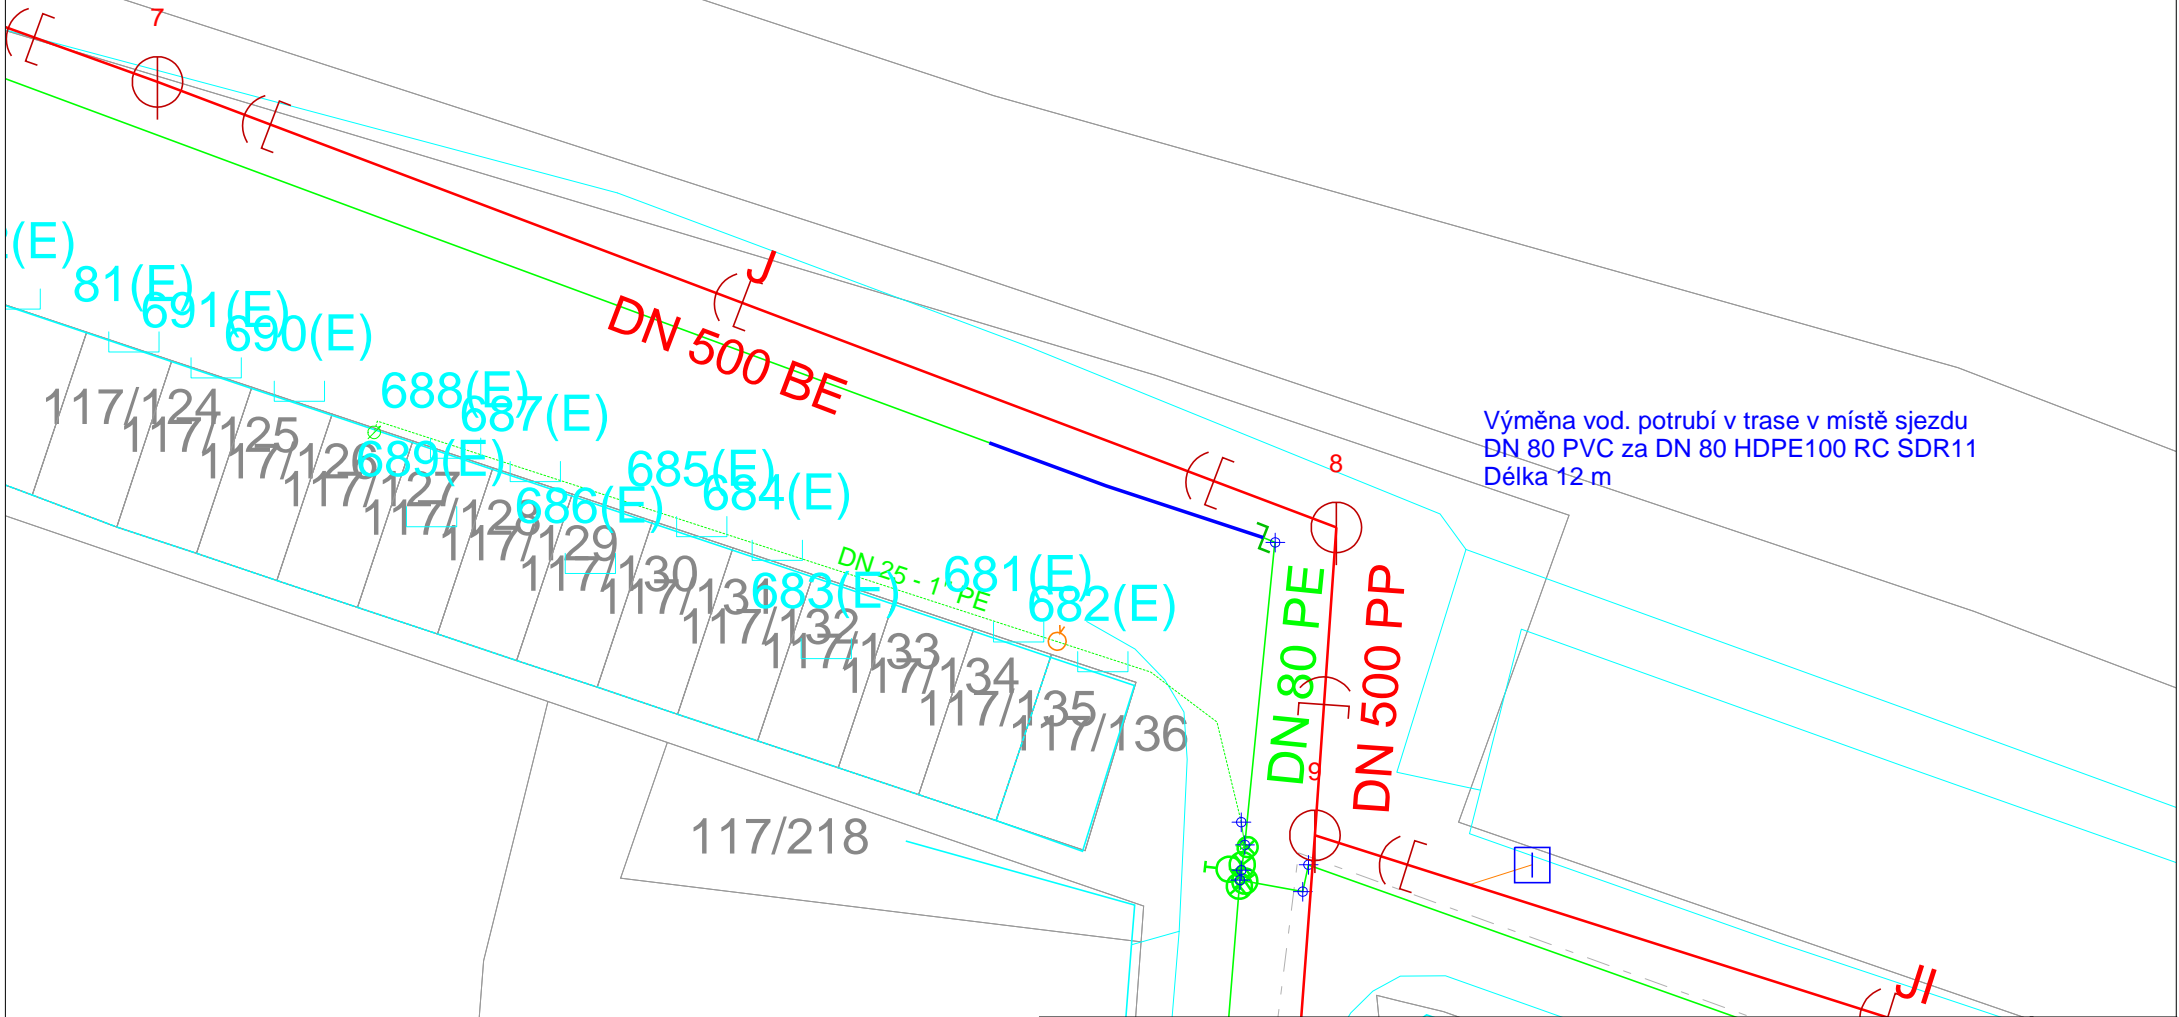 7
2(E)
81(E)
691(E)
690(E)
688(E)
687(E)
689(E)
685(E)
684(E)
686(E)
683(E)
681(E)
682(E)
J
DN 500 BE
8
Výměna vod. potrubí v trase v místě sjezdu
DN 80 PVC za DN 80 HDPE100 RC SDR11
Délka 12 m
117/124
117/125
117/126
117/127
117/128
117/129
117/130
117/131
117/132
117/133
117/134
117/135
117/136
DN 25 - 1" PE
DN 80 PE
DN 500 PP
9
117/218
JI